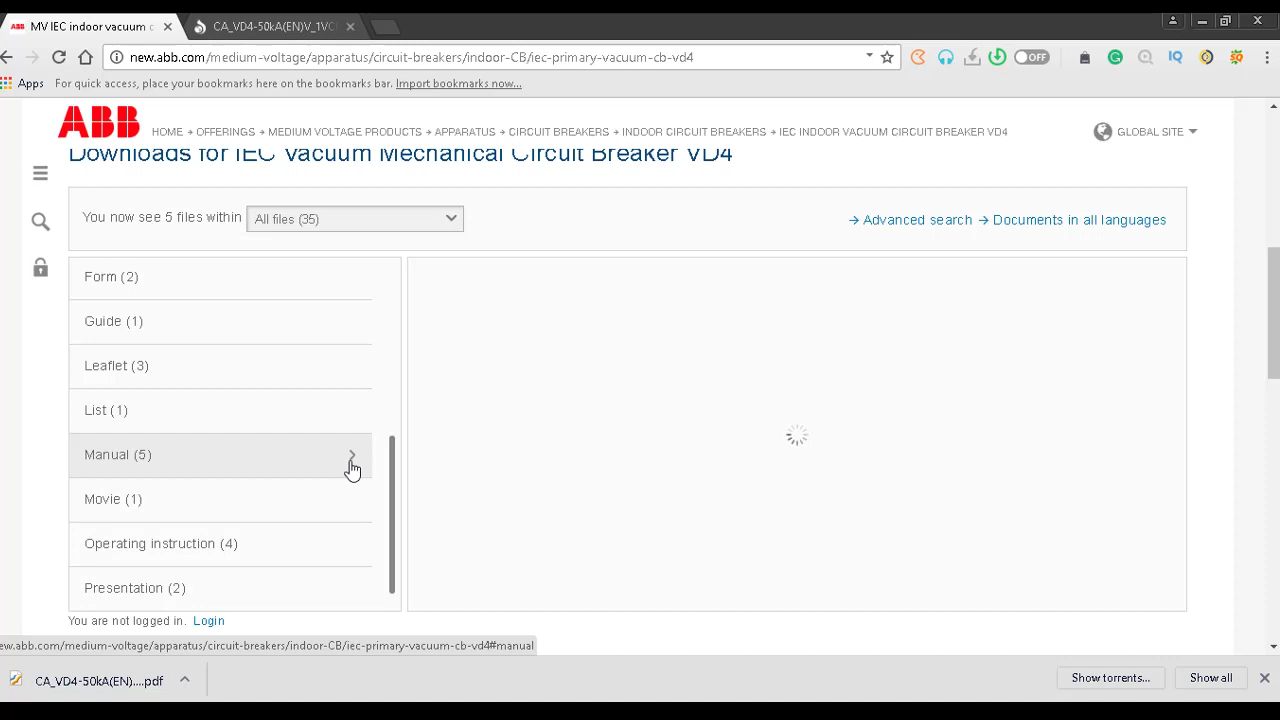 ABB MV IEC indoor vacuum c
CA_VD4-50kA(EN)V_1VC
new.abb.com/medium-voltage/apparatus/circuit-breakers/indoor-CB/iec-primary-vacuum-cb-vd4
OFF
IQ
Apps For quick access, place your bookmarks here on the bookmarks bar. Import bookmarks now...
ABB
HOME → OFFERINGS → MEDIUM VOLTAGE PRODUCTS → APPARATUS → CIRCUIT BREAKERS → INDOOR CIRCUIT BREAKERS → IEC INDOOR VACUUM CIRCUIT BREAKER VD4
GLOBAL SITE
Downloads for IEC Vacuum Mechanical Circuit Breaker VD4
You now see 5 files within All files (35)
→ Advanced search → Documents in all languages
Form (2)
Guide (1)
Leaflet (3)
List (1)
Manual (5)
Movie (1)
Operating instruction (4)
Presentation (2)
You are not logged in. Login
ew.abb.com/medium-voltage/apparatus/circuit-breakers/indoor-CB/iec-primary-vacuum-cb-vd4#manual
CA_VD4-50kA(EN)....pdf
Show torrents...
Show all